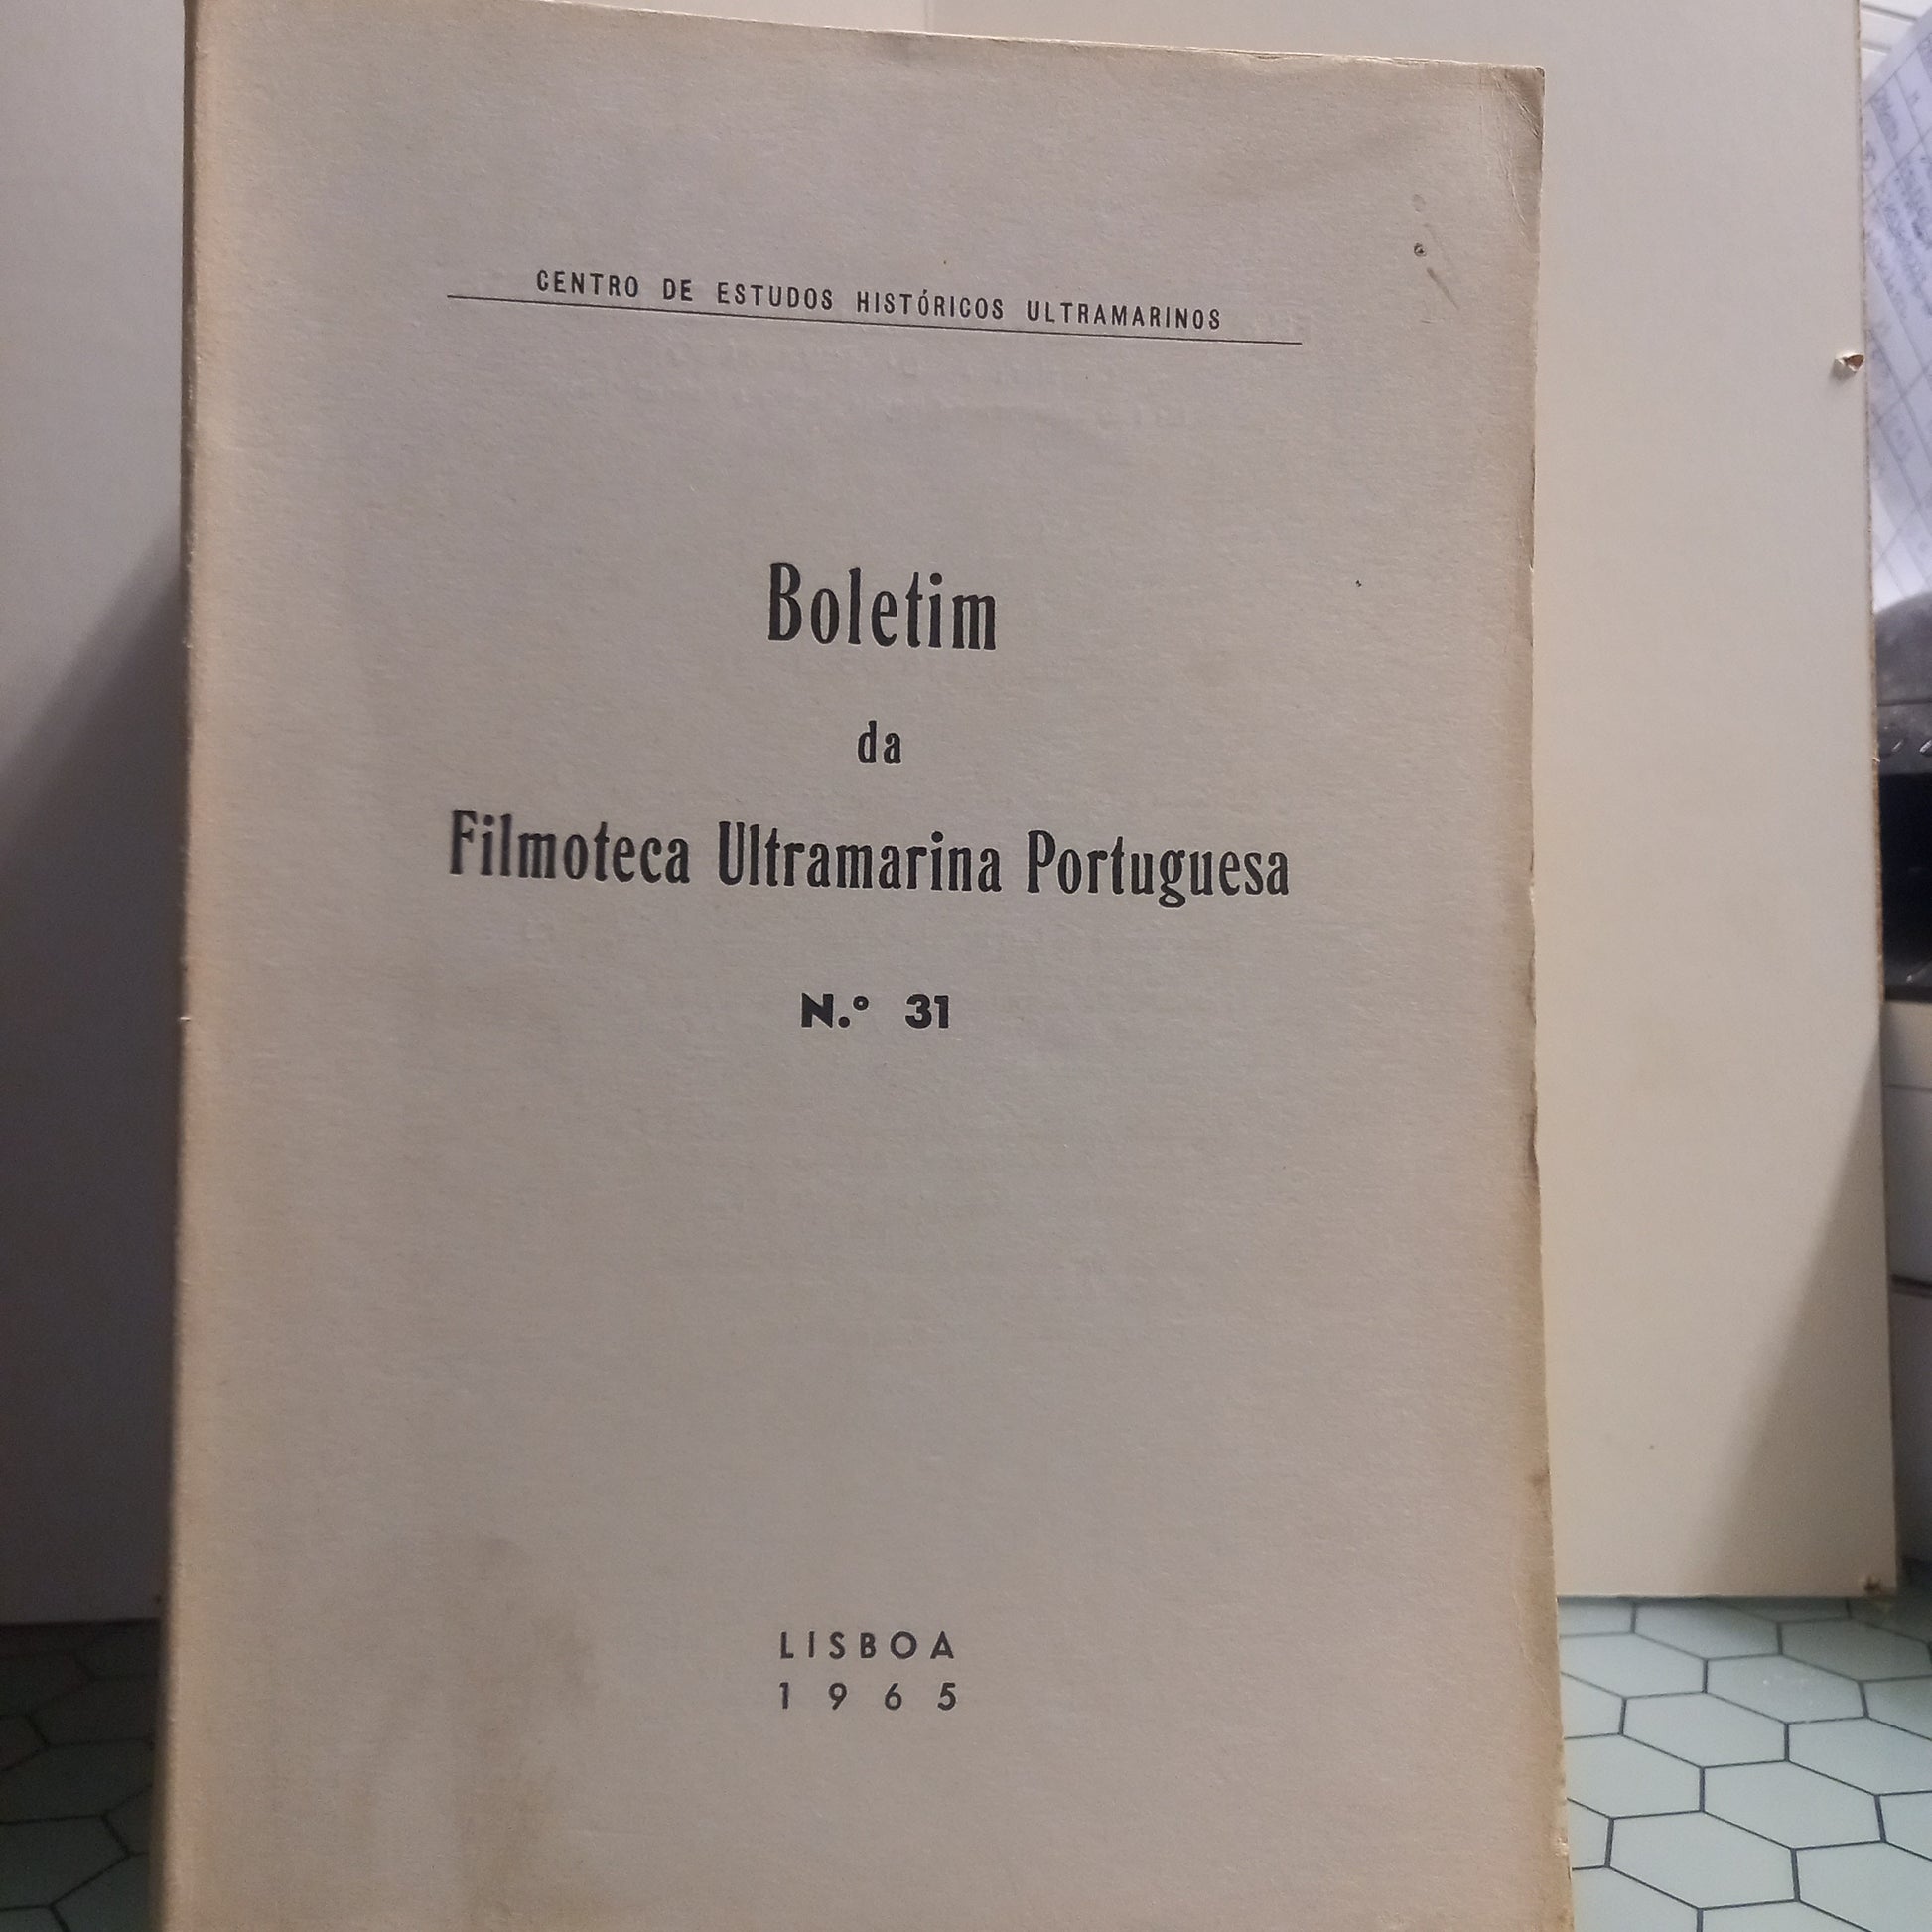 CENTRO DE ESTUDOS HISTÓRICOS ULTRAMARINOS
Boletim
da
Filmoteca Ultramarina Portuguesa
N.º 31
LISBOA
1965